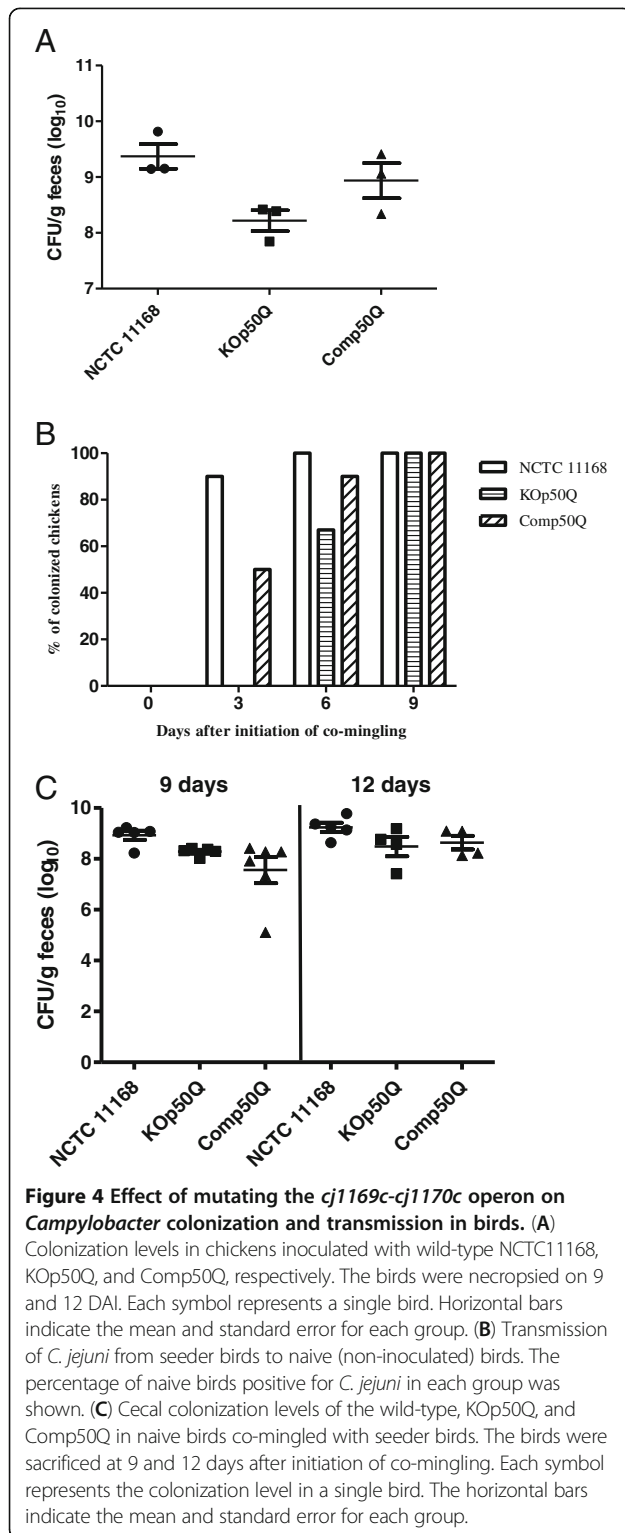 A
11
10
9
8
7
CFU/g feces (log10)
NCTC 11168
KOp50Q
Comp50Q
B
100
80
60
40
20
0
% of colonized chickens
0
3
6
9
Days after initiation of co-mingling
NCTC 11168
KOp50Q
Comp50Q
C
9 days
12 days
10
8
6
4
2
0
CFU/g feces (log10)
NCTC 11168
KOp50Q
Comp50Q
NCTC 11168
KOp50Q
Comp50Q
Figure 4 Effect of mutating the cj1169c-cj1170c operon on
Campylobacter colonization and transmission in birds. (A)
Colonization levels in chickens inoculated with wild-type NCTC11168,
KOp50Q, and Comp50Q, respectively. The birds were necropsied on 9
and 12 DAI. Each symbol represents a single bird. Horizontal bars
indicate the mean and standard error for each group. (B) Transmission
of C. jejuni from seeder birds to naive (non-inoculated) birds. The
percentage of naive birds positive for C. jejuni in each group was
shown. (C) Cecal colonization levels of the wild-type, KOp50Q, and
Comp50Q in naive birds co-mingled with seeder birds. The birds were
sacrificed at 9 and 12 days after initiation of co-mingling. Each symbol
represents the colonization level in a single bird. The horizontal bars
indicate the mean and standard error for each group.